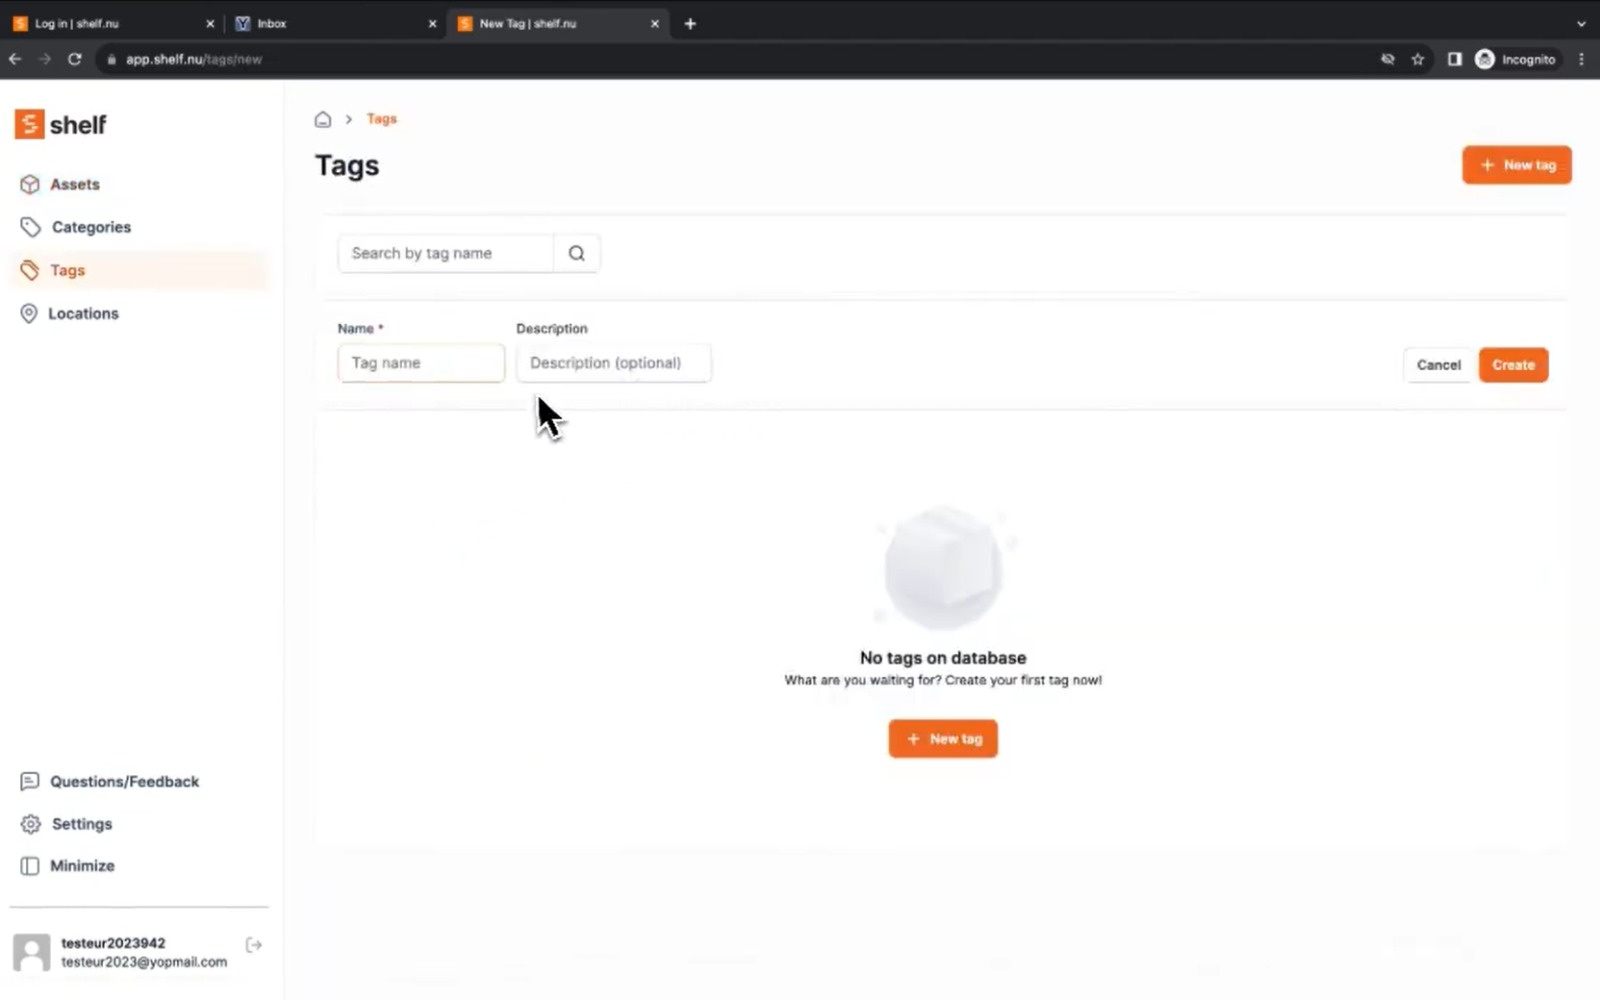 Log in | shelf.nu
Inbox
New Tag | shelf.nu
app.shelf.nu/tags/new
Incognito
shelf
Assets
Categories
Tags
Locations
Questions/Feedback
Settings
Minimize
testeur2023942
testeur2023@yopmail.com
Tags
Tags
+ New tag
Search by tag name
Name *
Description
Tag name
Description (optional)
Cancel
Create
No tags on database
What are you waiting for? Create your first tag now!
+ New tag